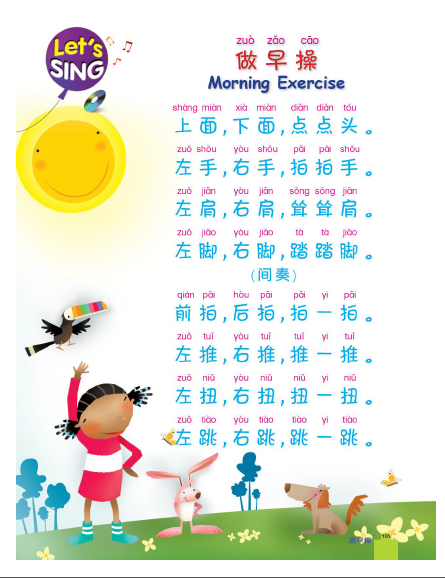 Let's
SING
zuò zǎo cāo
做早操
Morning Exercise
shàng miàn xià miàn diǎn diǎn tóu
上面,下面,点点头。
zuǒ shǒu yòu shǒu pāi pāi shǒu
左手,右手,拍拍手。
zuǒ jiān yòu jiān sǒng sǒng jiān
左肩,右肩,耸耸肩。
zuǒ jiǎo yòu jiǎo tà tà jiǎo
左脚,右脚,踏踏脚。
(间奏)
qián pāi hòu pāi pāi yi pāi
前拍,后拍,拍一拍。
zuǒ tuī yòu tuī tuī yi tuī
左推,右推,推一推。
zuǒ niǔ yòu niǔ niǔ yi niǔ
左扭,右扭,扭一扭。
zuǒ tiào yòu tiào tiào yi tiào
左跳,右跳,跳一跳。
做早操 105